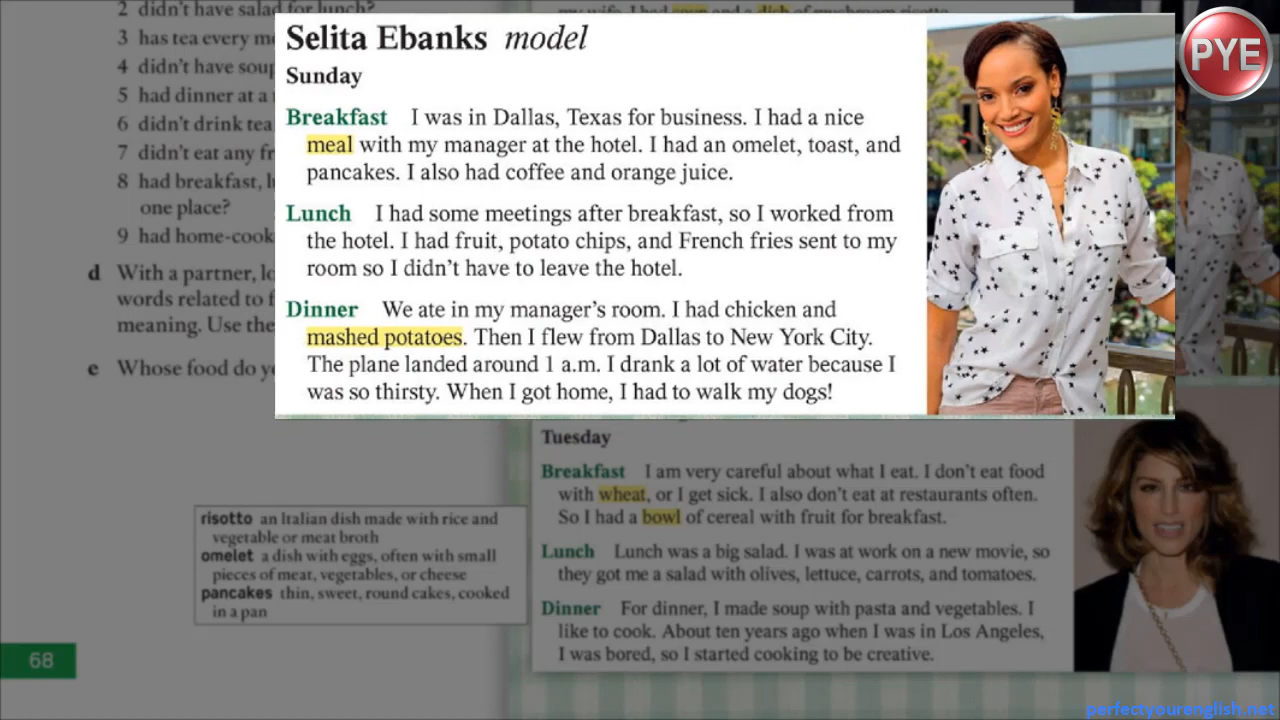 2 didn't have salad for lunch?
3 has tea every
4 didn't have soup
5 had dinner at a
6 didn't drink tea
7 didn't eat any
8 had breakfast,
one place?
9 had home-cook
d With a partner,
words related to
meaning. Use the
e Whose food do
risotto an Italian dish made with rice and
vegetable or meat broth
omelet a dish with eggs, often with small
pieces of meat, vegetables, or cheese
pancakes thin, sweet, round cakes, cooked
in a pan
68
my wife. I had soup and a dish of mushroom risotto
Selita Ebanks model
Sunday
Breakfast I was in Dallas, Texas for business. I had a nice
meal with my manager at the hotel. I had an omelet, toast, and
pancakes. I also had coffee and orange juice.
Lunch I had some meetings after breakfast, so I worked from
the hotel. I had fruit, potato chips, and French fries sent to my
room so I didn't have to leave the hotel.
Dinner We ate in my manager's room. I had chicken and
mashed potatoes. Then I flew from Dallas to New York City.
The plane landed around 1 a.m. I drank a lot of water because I
was so thirsty. When I got home, I had to walk my dogs!
Tuesday
Breakfast I am very careful about what I eat. I don't eat food
with wheat, or I get sick. I also don't eat at restaurants often.
So I had a bowl of cereal with fruit for breakfast.
Lunch Lunch was a big salad. I was at work on a new movie, so
they got me a salad with olives, lettuce, carrots, and tomatoes.
Dinner For dinner, I made soup with pasta and vegetables. I
like to cook. About ten years ago when I was in Los Angeles,
I was bored, so I started cooking to be creative.
PYE
perfectyourenglish.net